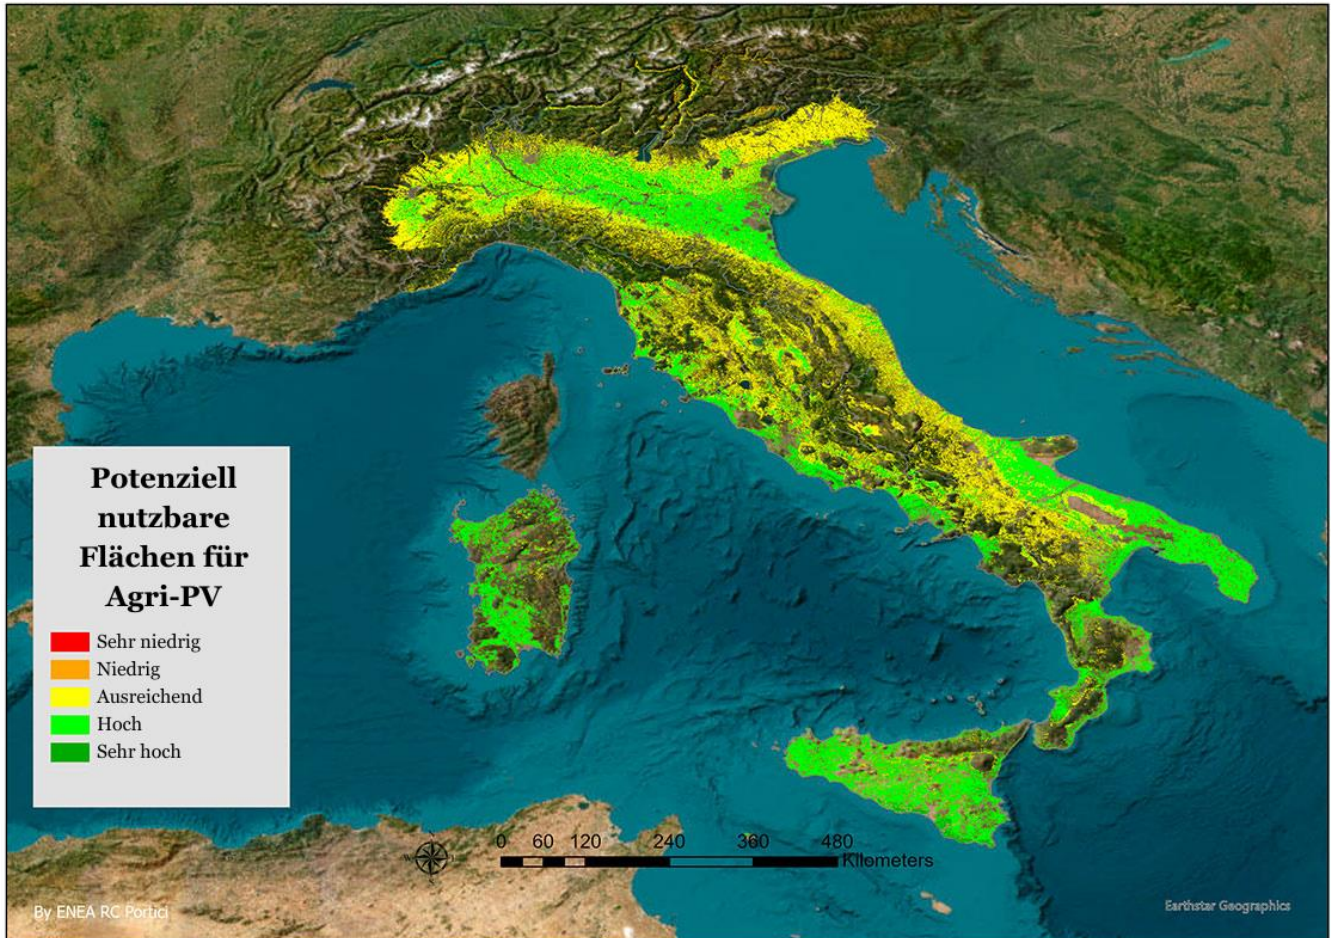 Potenziell
nutzbare
Flächen für
Agri-PV
Sehr niedrig
Niedrig
Ausreichend
Hoch
Sehr hoch
0 60 120 240 360 480
Kilometers
By ENEA RC Portici
Earthstar Geographics